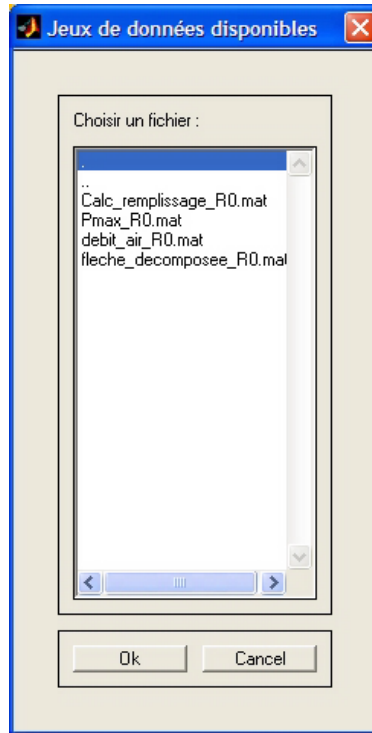 Jeux de données disponibles
Choisir un fichier :
.
..
Calc_remplissage_R0.mat
Pmax_R0.mat
debit_air_R0.mat
fleche_decomposee_R0.mat
Ok
Cancel